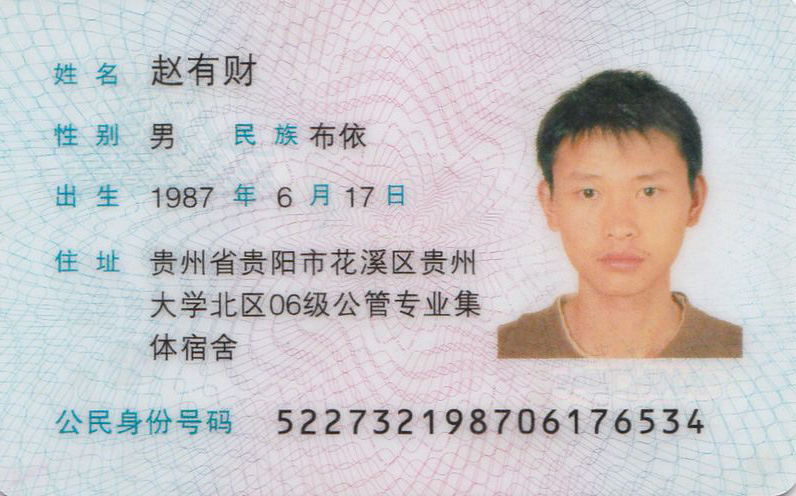 姓名 赵有财
性别 男 民族 布依
出生 1987 年 6 月 17 日
住址 贵州省贵阳市花溪区贵州
大学北区06级公管专业集
体宿舍
公民身份号码 522732198706176534